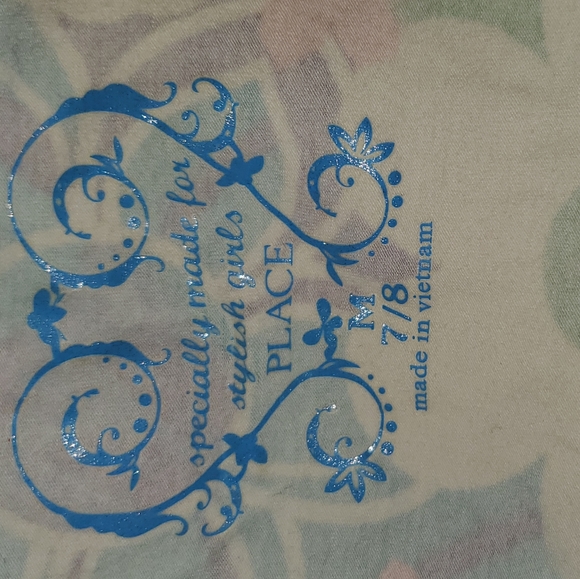 specially made for
stylish girls
PLACE
M
7/8
made in vietnam